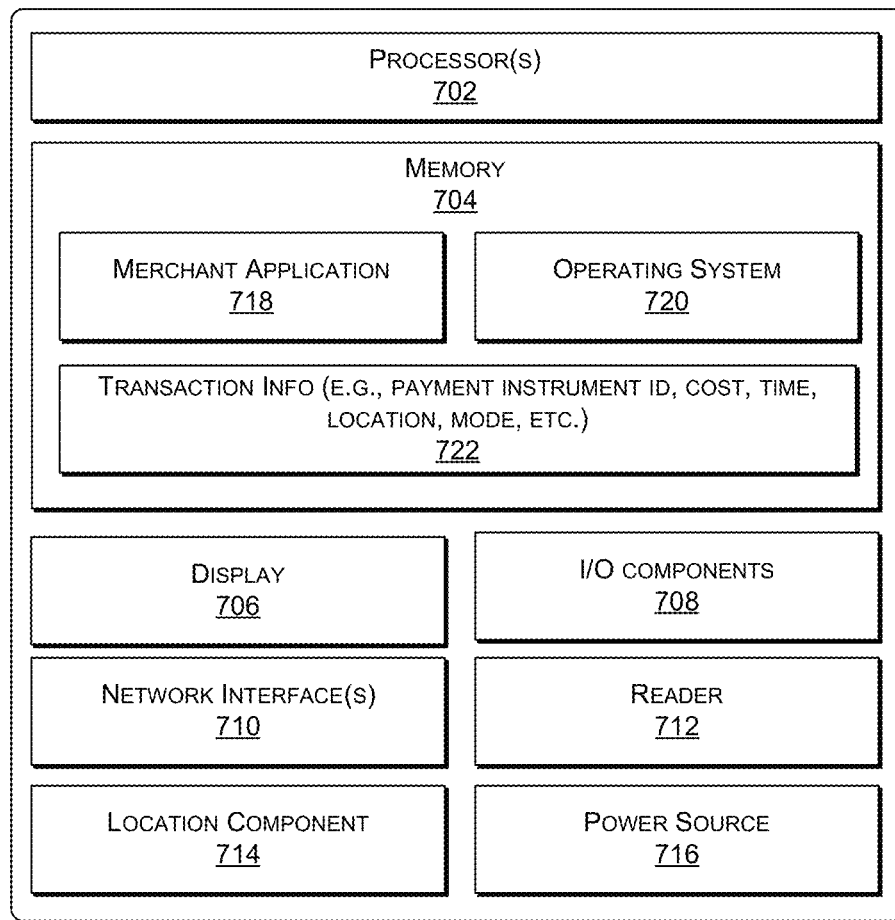 PROCESSOR(S)
702
MEMORY
704
MERCHANT APPLICATION
718
OPERATING SYSTEM
720
TRANSACTION INFO (E.G., PAYMENT INSTRUMENT ID, COST, TIME,
LOCATION, MODE, ETC.)
722
DISPLAY
706
I/O COMPONENTS
708
NETWORK INTERFACE(S)
710
READER
712
LOCATION COMPONENT
714
POWER SOURCE
716